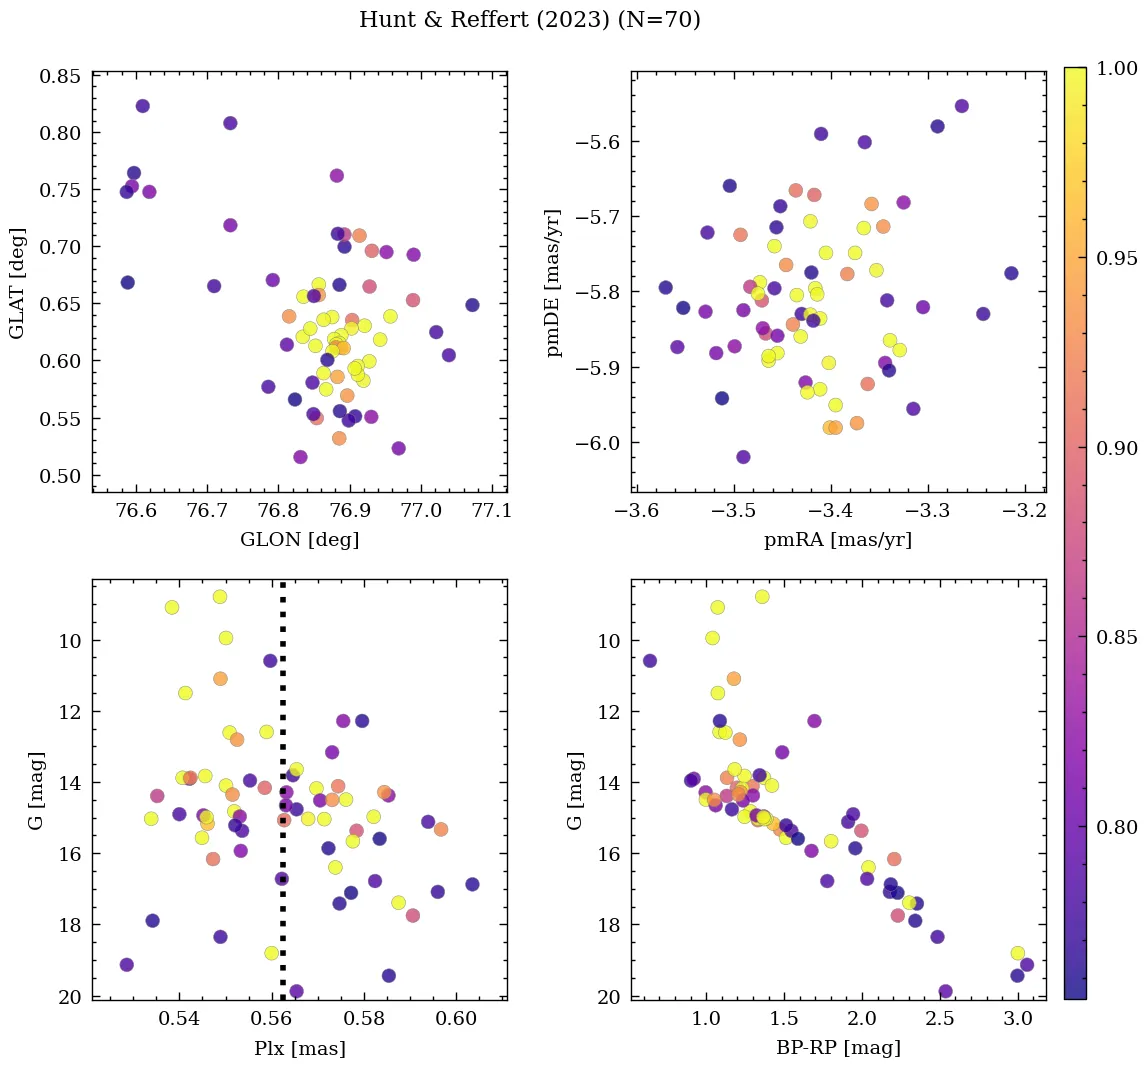 Hunt & Reffert (2023) (N=70)
0.85
0.80
0.75
0.70
0.65
0.60
0.55
0.50
GLAT [deg]
76.6 76.7 76.8 76.9 77.0 77.1
GLON [deg]
−5.6
−5.7
−5.8
−5.9
−6.0
pmDE [mas/yr]
−3.6 −3.5 −3.4 −3.3 −3.2
pmRA [mas/yr]
10
12
14
16
18
20
G [mag]
0.54 0.56 0.58 0.60
Plx [mas]
10
12
14
16
18
20
G [mag]
1.0 1.5 2.0 2.5 3.0
BP-RP [mag]
1.00
0.95
0.90
0.85
0.80